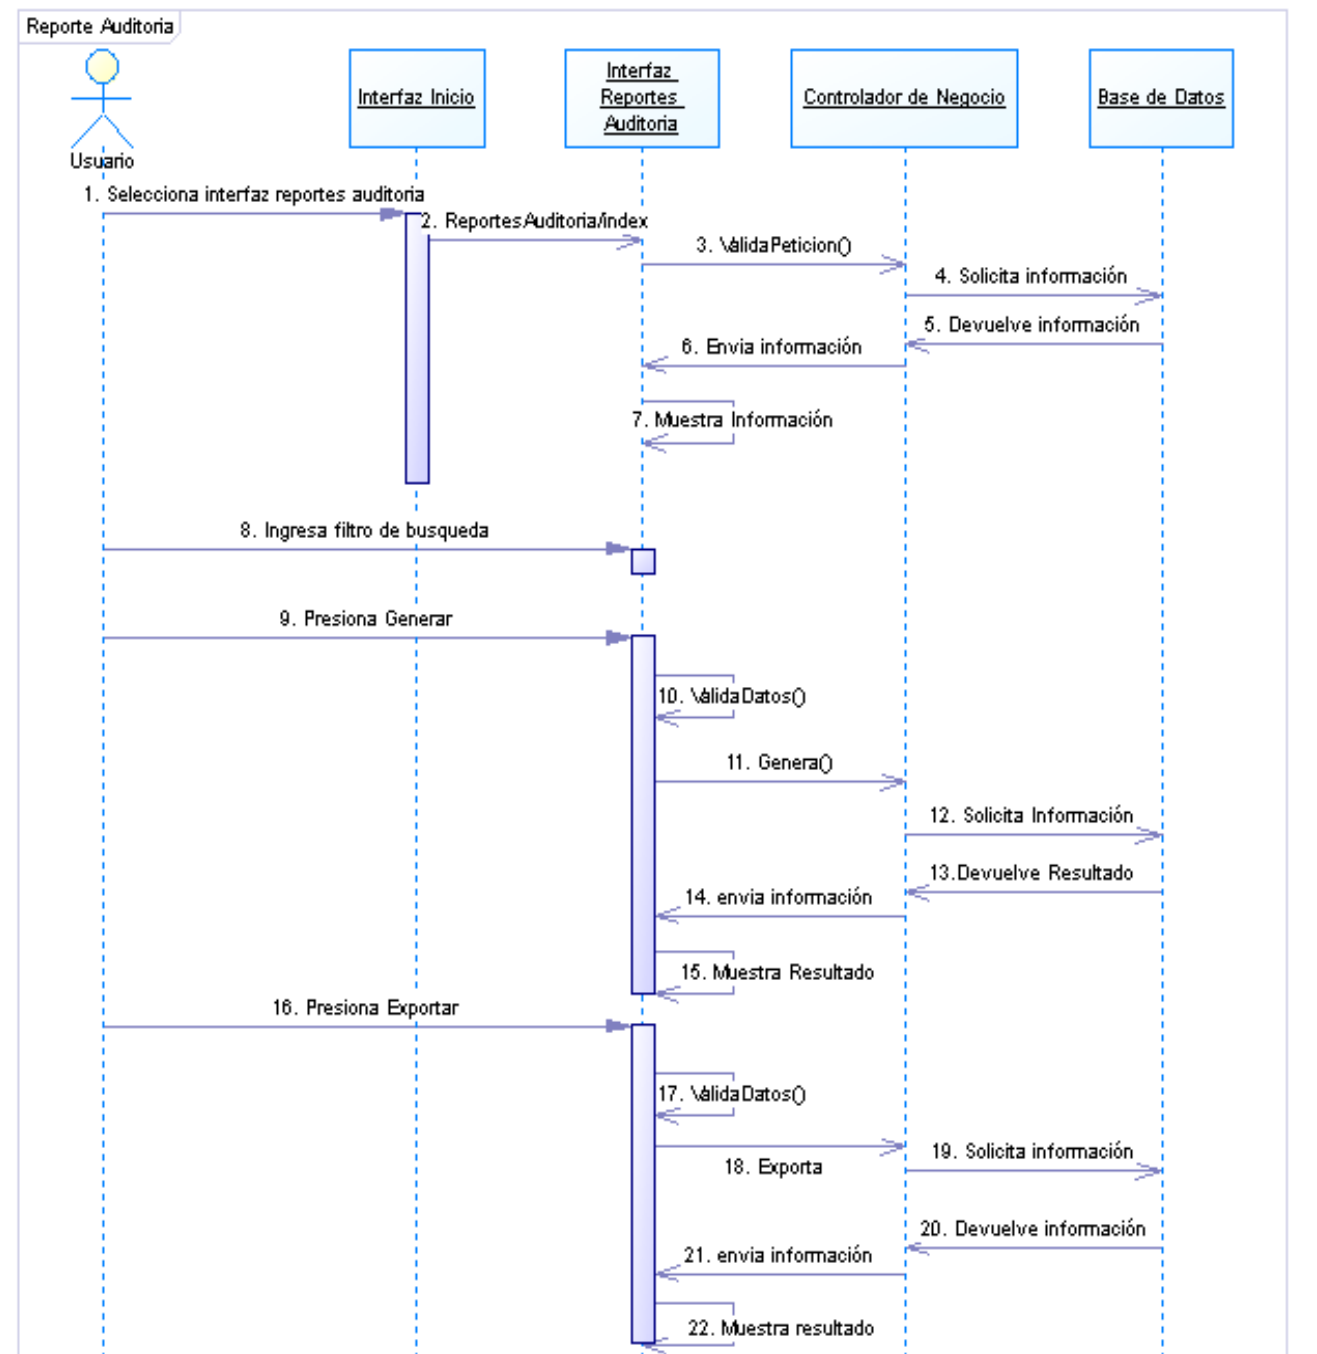 Reporte Auditoria
Usuario
Interfaz Inicio
Interfaz
Reportes
Auditoria
Controlador de Negocio
Base de Datos
1. Selecciona interfaz reportes auditoria
2. ReportesAuditoria/index
3. ValidaPeticion()
4. Solicita información
5. Devuelve información
6. Envia información
7. Muestra Información
8. Ingresa filtro de busqueda
9. Presiona Generar
10. ValidaDatos()
11. Genera()
12. Solicita Información
13.Devuelve Resultado
14. envia información
15. Muestra Resultado
16. Presiona Exportar
17. ValidaDatos()
18. Exporta
19. Solicita información
20. Devuelve información
21. envia información
22. Muestra resultado